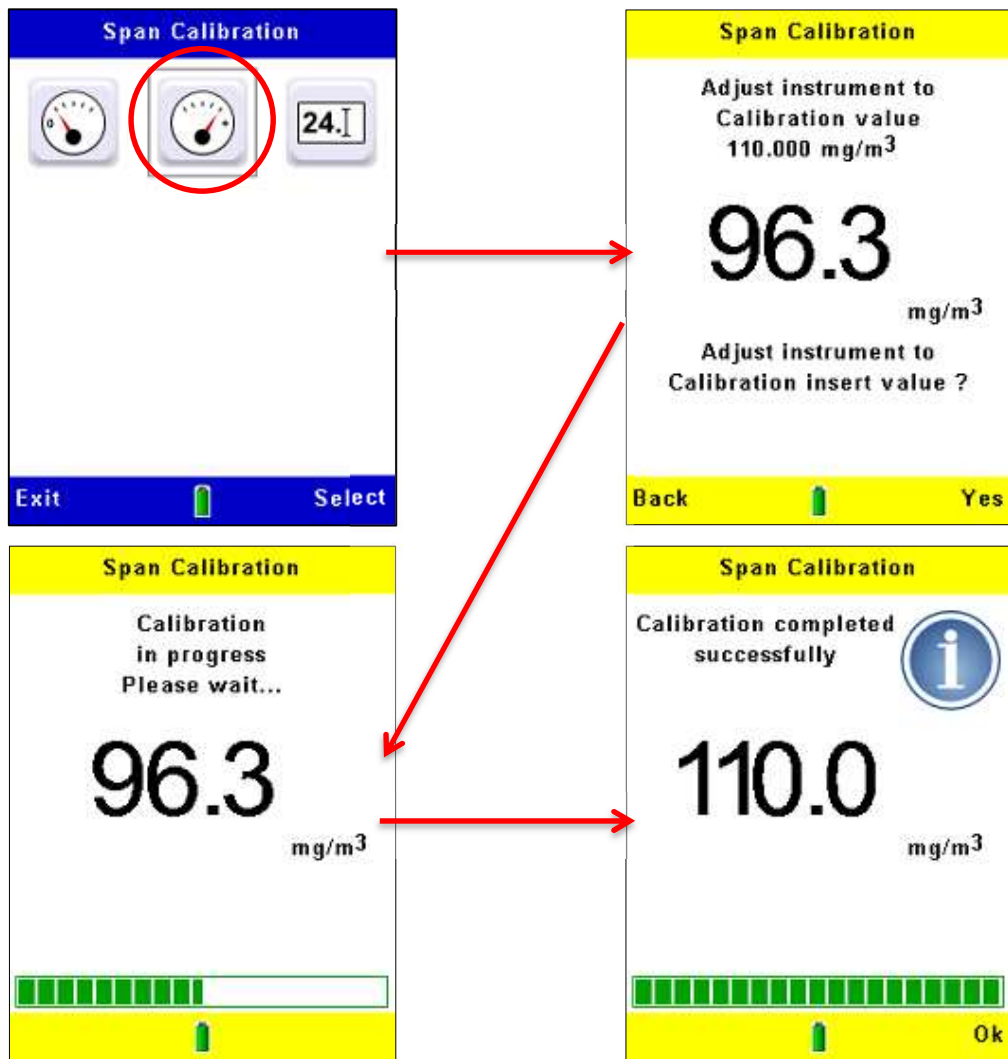 Span Calibration
0
+
24.
Exit
Select
Span Calibration
Adjust instrument to
Calibration value
110.000 mg/m³
96.3
mg/m³
Adjust instrument to
Calibration insert value ?
Back
Yes
Span Calibration
Calibration
in progress
Please wait...
96.3
mg/m³
Span Calibration
Calibration completed
successfully
i
110.0
mg/m³
Ok